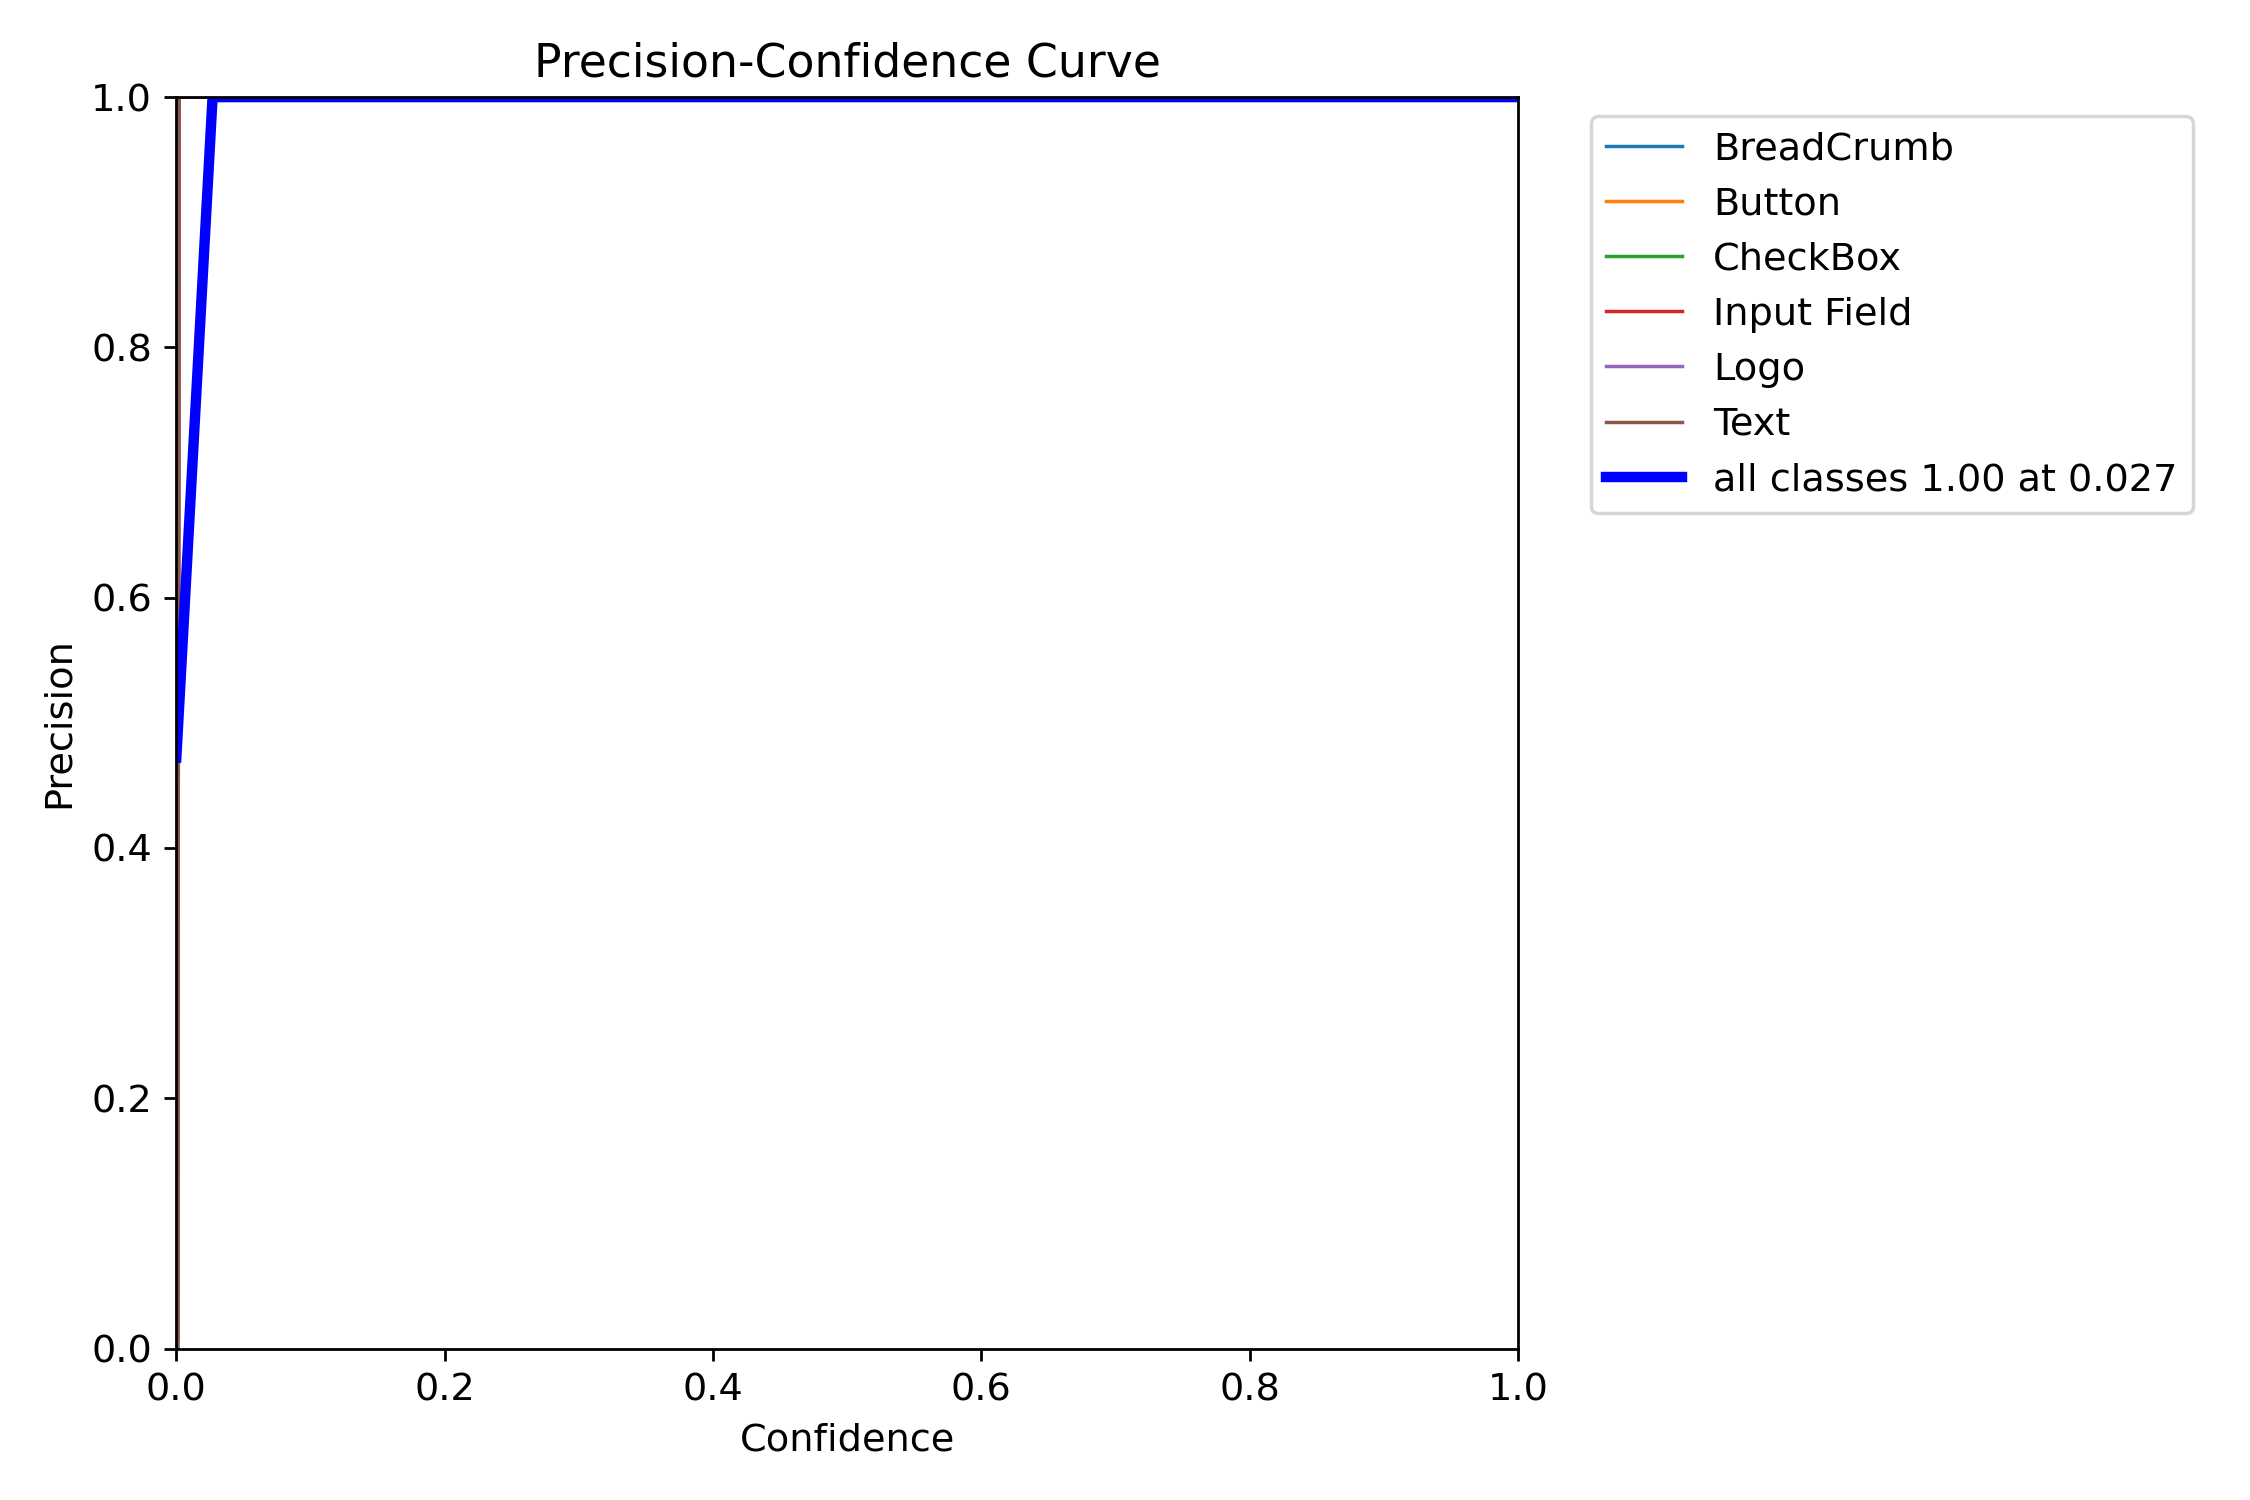 Precision-Confidence Curve
1.0
0.8
0.6
0.4
0.2
0.0
Precision
0.0 0.2 0.4 0.6 0.8 1.0
Confidence
BreadCrumb
Button
CheckBox
Input Field
Logo
Text
all classes 1.00 at 0.027